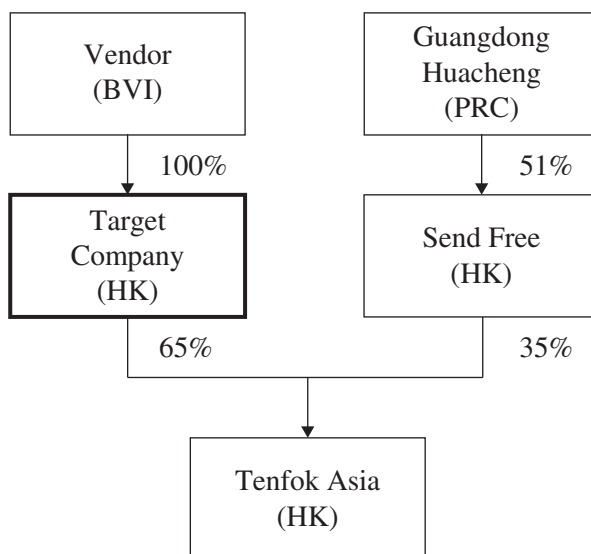 Vendor
(BVI)
Guangdong
Huacheng
(PRC)
100%
51%
Target
Company
(HK)
Send Free
(HK)
65%
35%
Tenfok Asia
(HK)